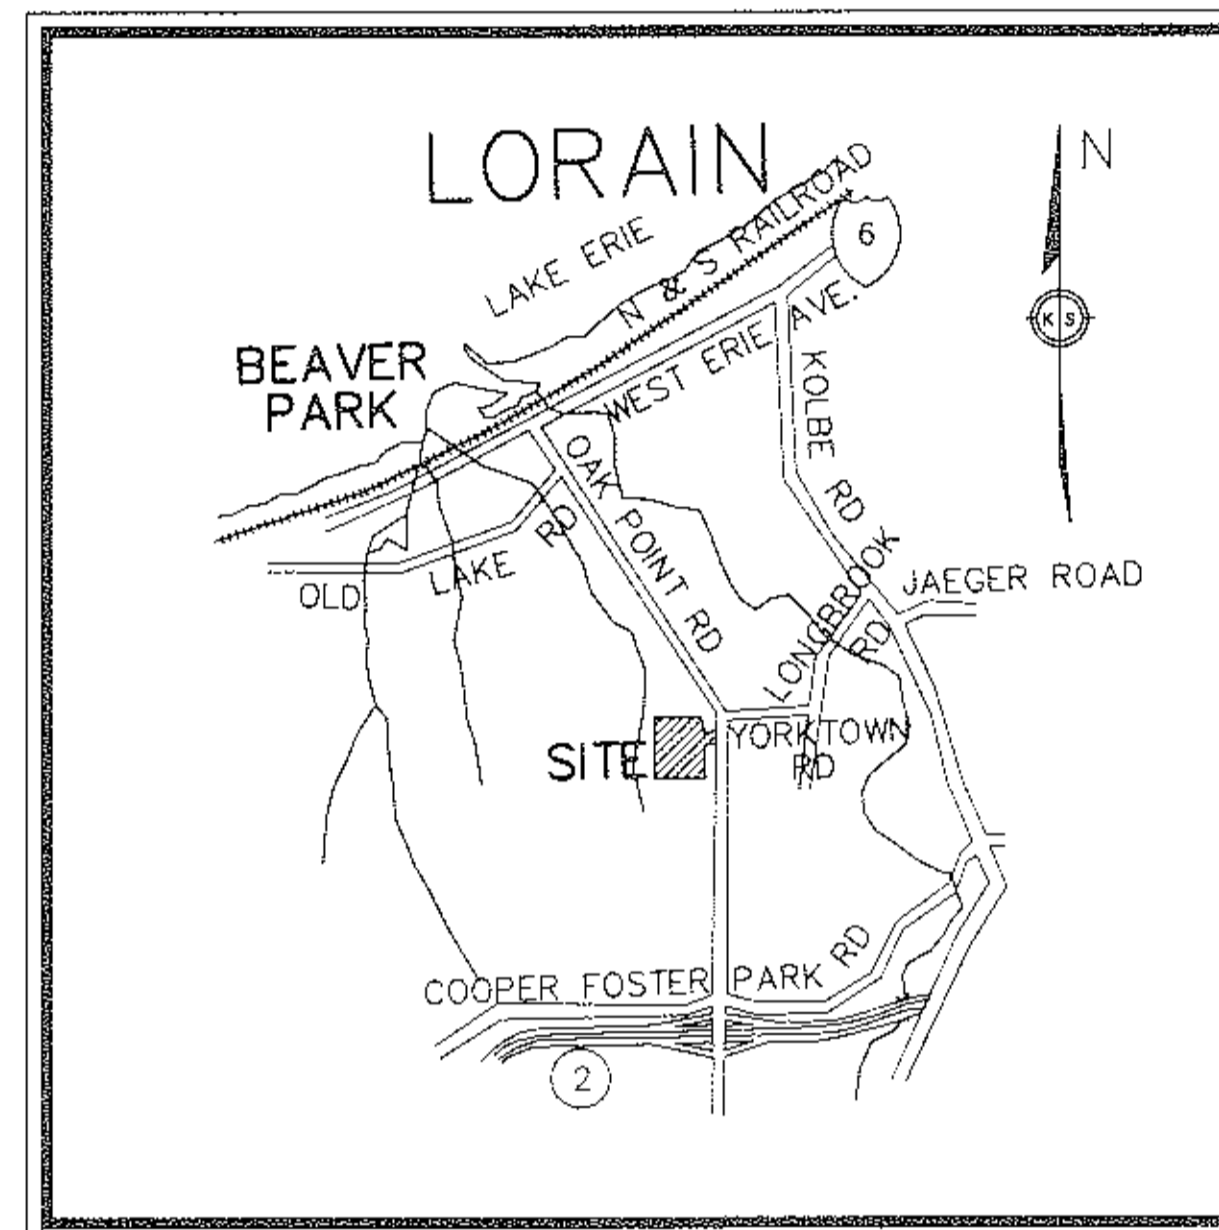 LORAIN
N
LAKE ERIE
N & S RAILROAD
6
K S
BEAVER
PARK
WEST ERIE AVE.
KOLBE RD
OAK POINT RD
OLD LAKE RD
LONGBROOK
RD
JAEGER ROAD
SITE
YORKTOWN
RD
COOPER FOSTER PARK RD
2